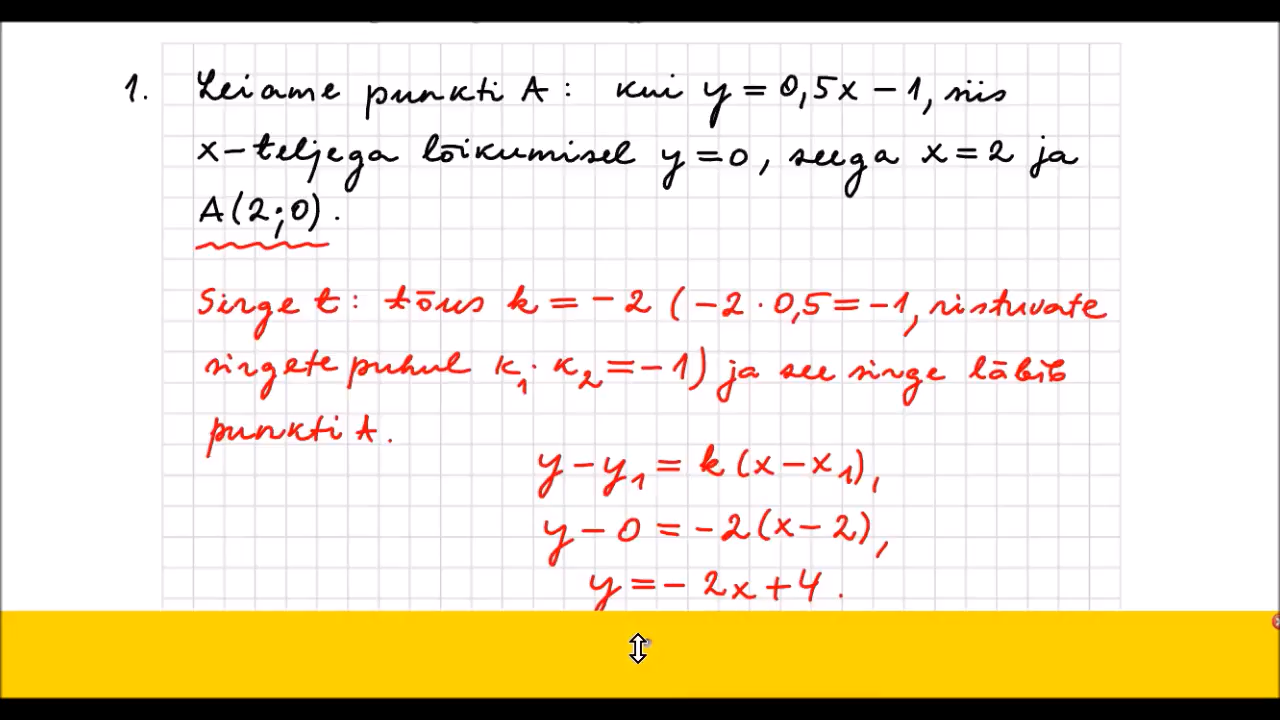 1. Leiame punkti A: kui y = 0,5x - 1, siis
x-teljega lõikumisel y = 0, seega x = 2 ja
A(2;0).
Sirge t: tõus k = -2 (-2 · 0,5 = -1, ristuvate
sirgete puhul k₁ · k₂ = -1) ja see sirge läbib
punkti A.
y - y₁ = k (x - x₁),
y - 0 = -2(x - 2),
y = -2x + 4.